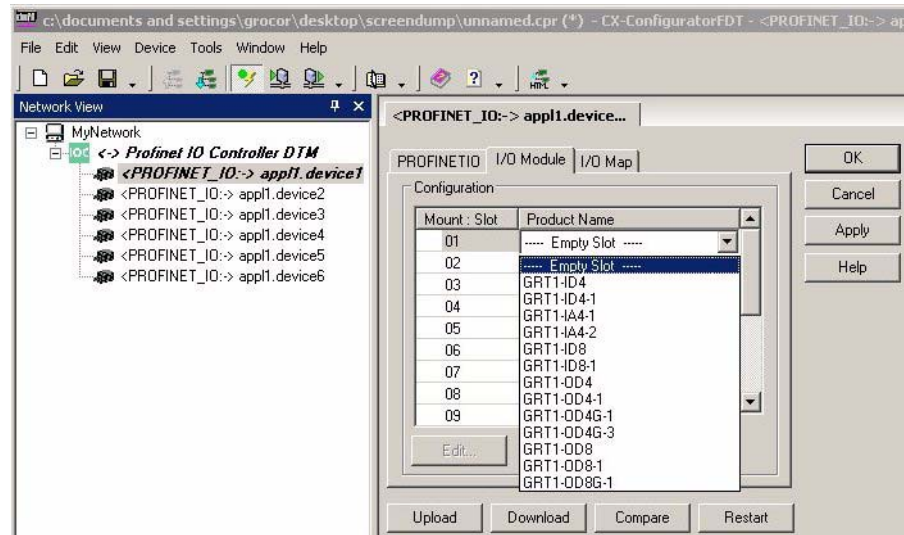 c:\documents and settings\grocor\desktop\screendump\unnamed.cpr (*) - CX-ConfiguratorFDT - <PROFINET_IO:-> ap
File Edit View Device Tools Window Help
Network View
MyNetwork
IOC <-> Profinet IO Controller DTM
<PROFINET_IO:-> appl1.device1
<PROFINET_IO:-> appl1.device2
<PROFINET_IO:-> appl1.device3
<PROFINET_IO:-> appl1.device4
<PROFINET_IO:-> appl1.device5
<PROFINET_IO:-> appl1.device6
<PROFINET_IO:-> appl1.device...
PROFINETIO I/O Module I/O Map
Configuration
Mount : Slot Product Name
01 ----- Empty Slot -----
02
03
04
05
06
07
08
09
----- Empty Slot -----
GRT1-ID4
GRT1-ID4-1
GRT1-IA4-1
GRT1-IA4-2
GRT1-ID8
GRT1-ID8-1
GRT1-OD4
GRT1-OD4-1
GRT1-OD4G-1
GRT1-OD4G-3
GRT1-OD8
GRT1-OD8-1
GRT1-OD8G-1
Edit...
Upload Download Compare Restart
OK
Cancel
Apply
Help